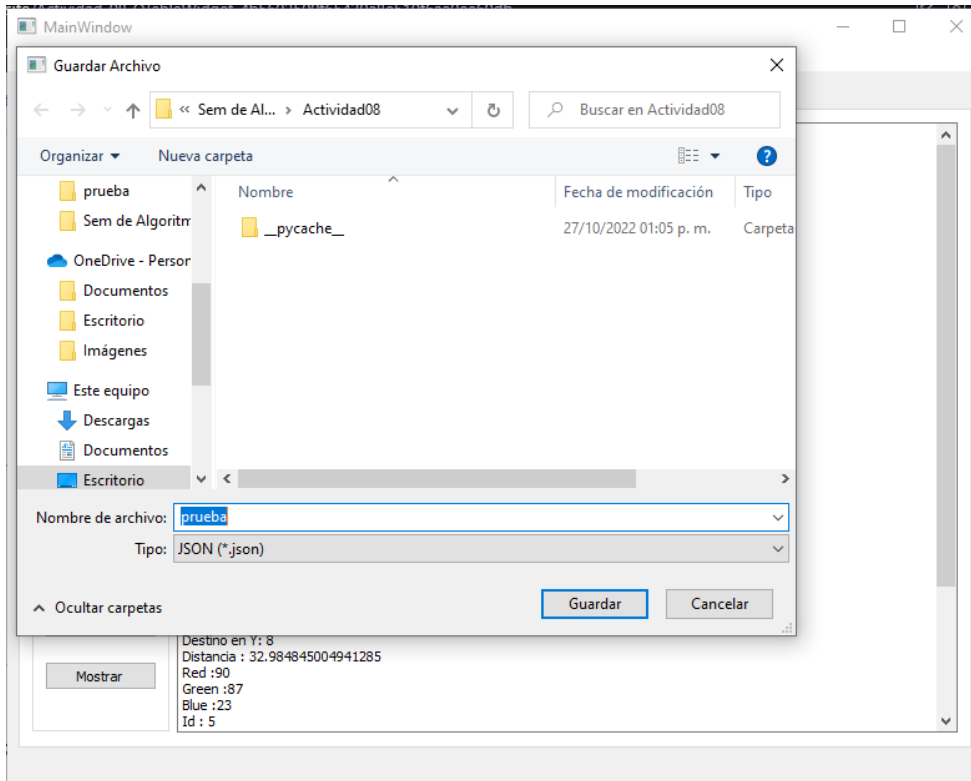 MainWindow
Guardar Archivo
« Sem de Al... › Actividad08
Buscar en Actividad08
Organizar
Nueva carpeta
?
prueba
Sem de Algoritm
OneDrive - Person
Documentos
Escritorio
Imágenes
Este equipo
Descargas
Documentos
Escritorio
Nombre
Fecha de modificación
Tipo
__pycache__
27/10/2022 01:05 p. m.
Carpeta
Nombre de archivo: prueba
Tipo: JSON (*.json)
Ocultar carpetas
Guardar
Cancelar
Mostrar
Destino en Y: 8
Distancia : 32.984845004941285
Red :90
Green :87
Blue :23
Id : 5